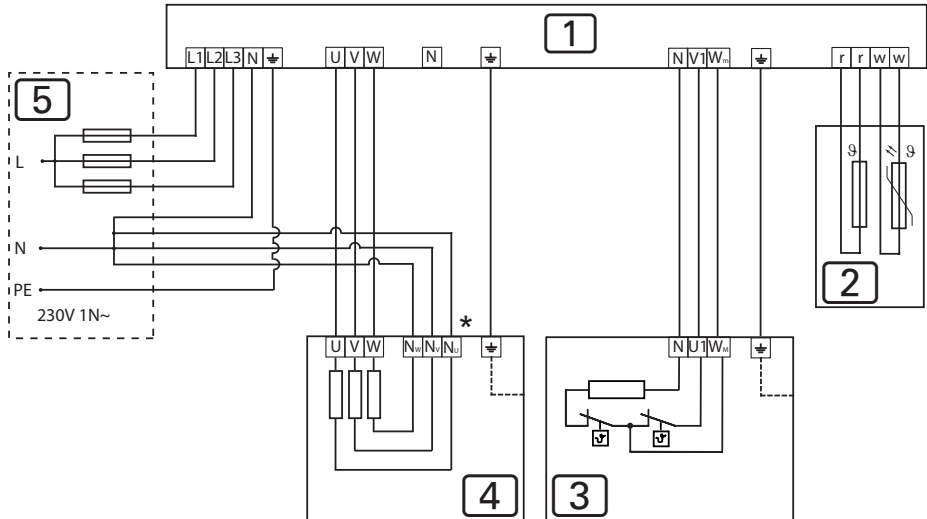 1
L1 L2 L3 N ⏚ U V W N ⏚ N V1 Wm ⏚ r r w w
5
L
N
PE
230V 1N~
ϑ ϑ
2
*
U V W NW NV NU ⏚ N U1 WM ⏚
ϑ ϑ
4 3